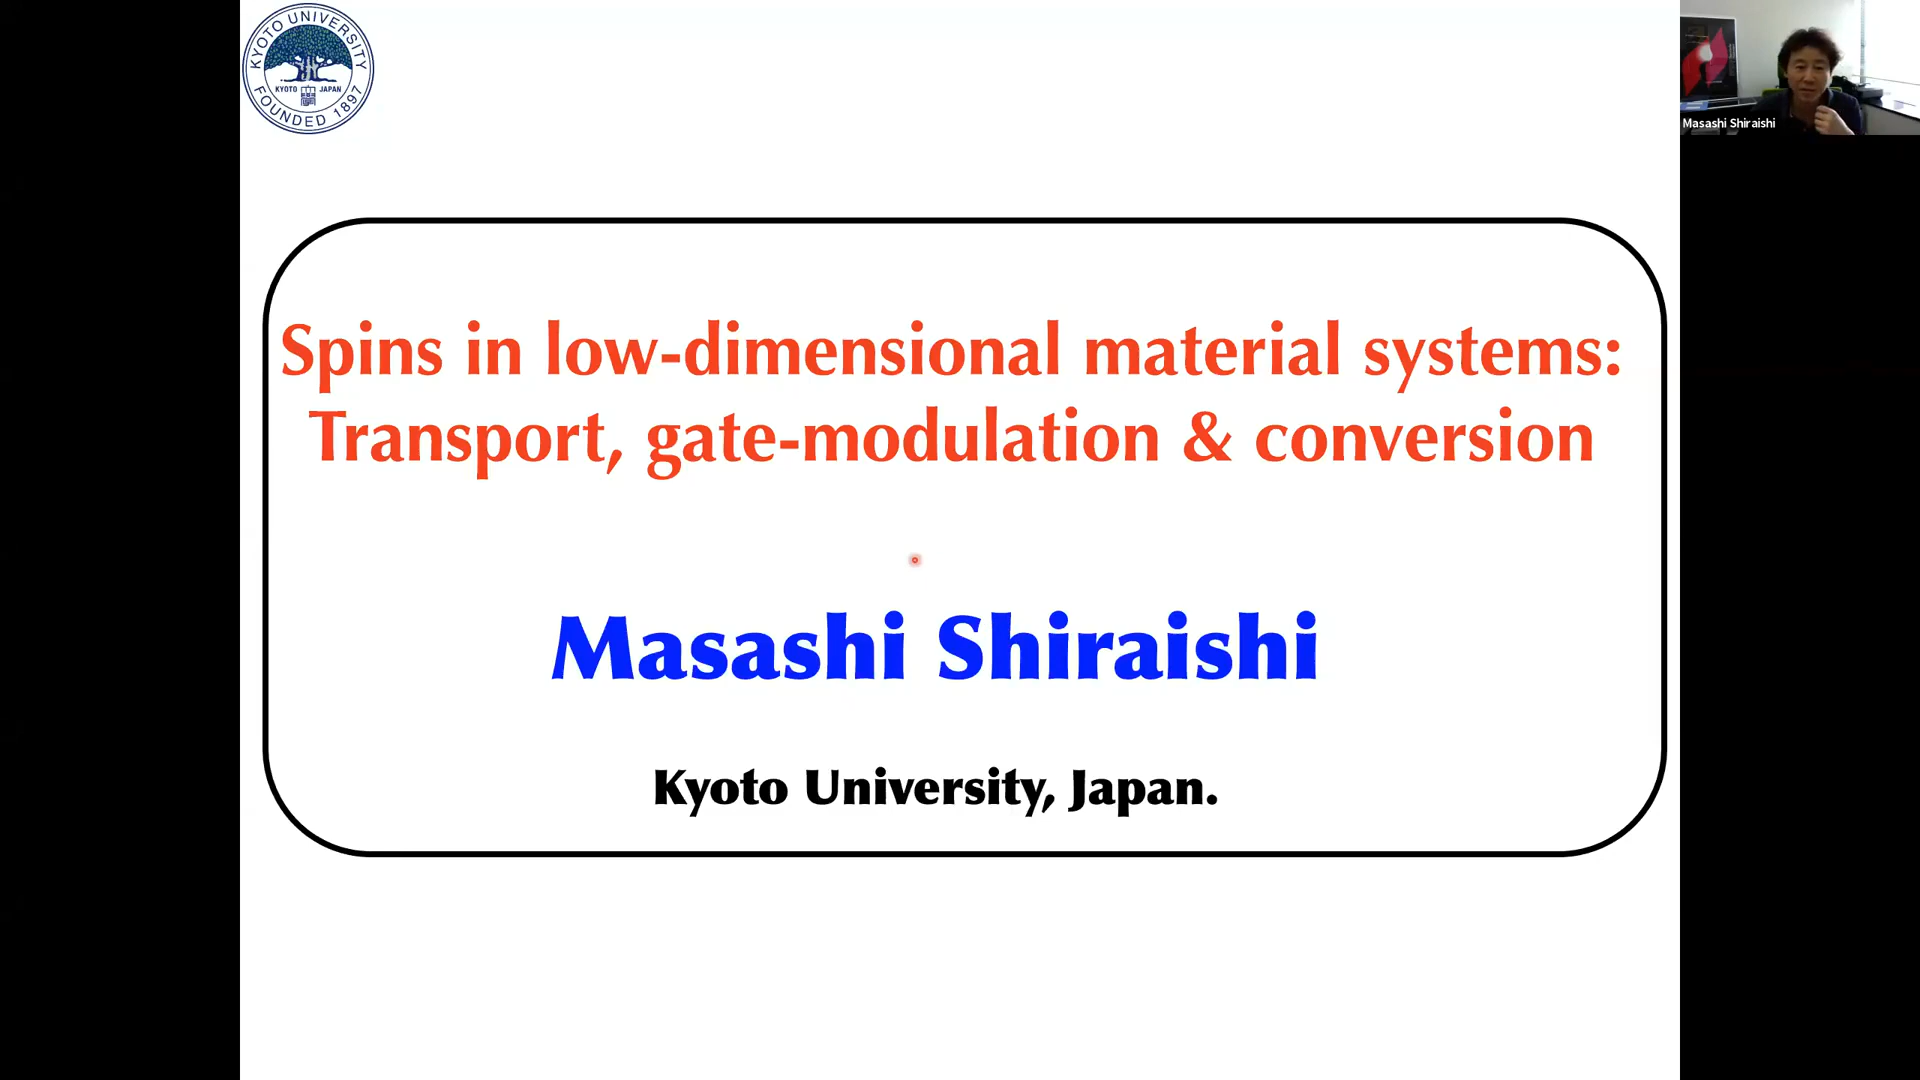 KYOTO UNIVERSITY
KYOTO JAPAN
FOUNDED 1897
Masashi Shiraishi
Spins in low-dimensional material systems:
Transport, gate-modulation & conversion
Masashi Shiraishi
Kyoto University, Japan.